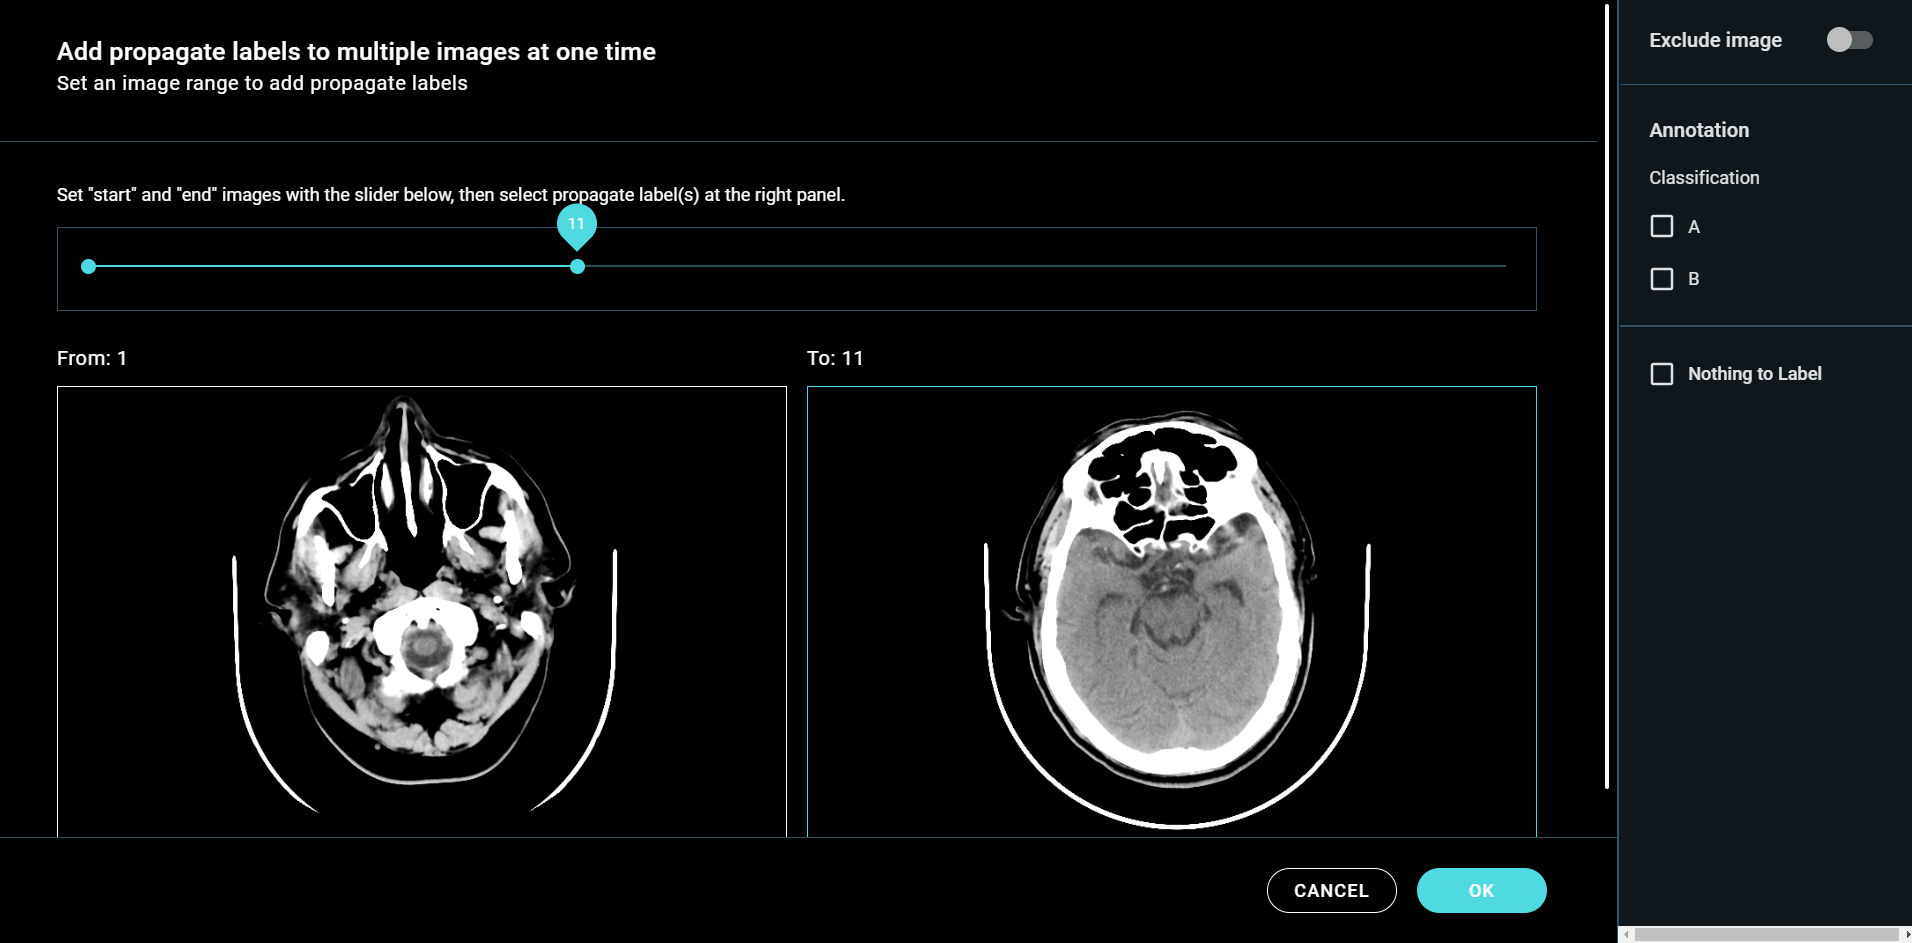 Add propagate labels to multiple images at one time
Set an image range to add propagate labels
Set "start" and "end" images with the slider below, then select propagate label(s) at the right panel.
11
From: 1
To: 11
CANCEL
OK
Exclude image
Annotation
Classification
A
B
Nothing to Label